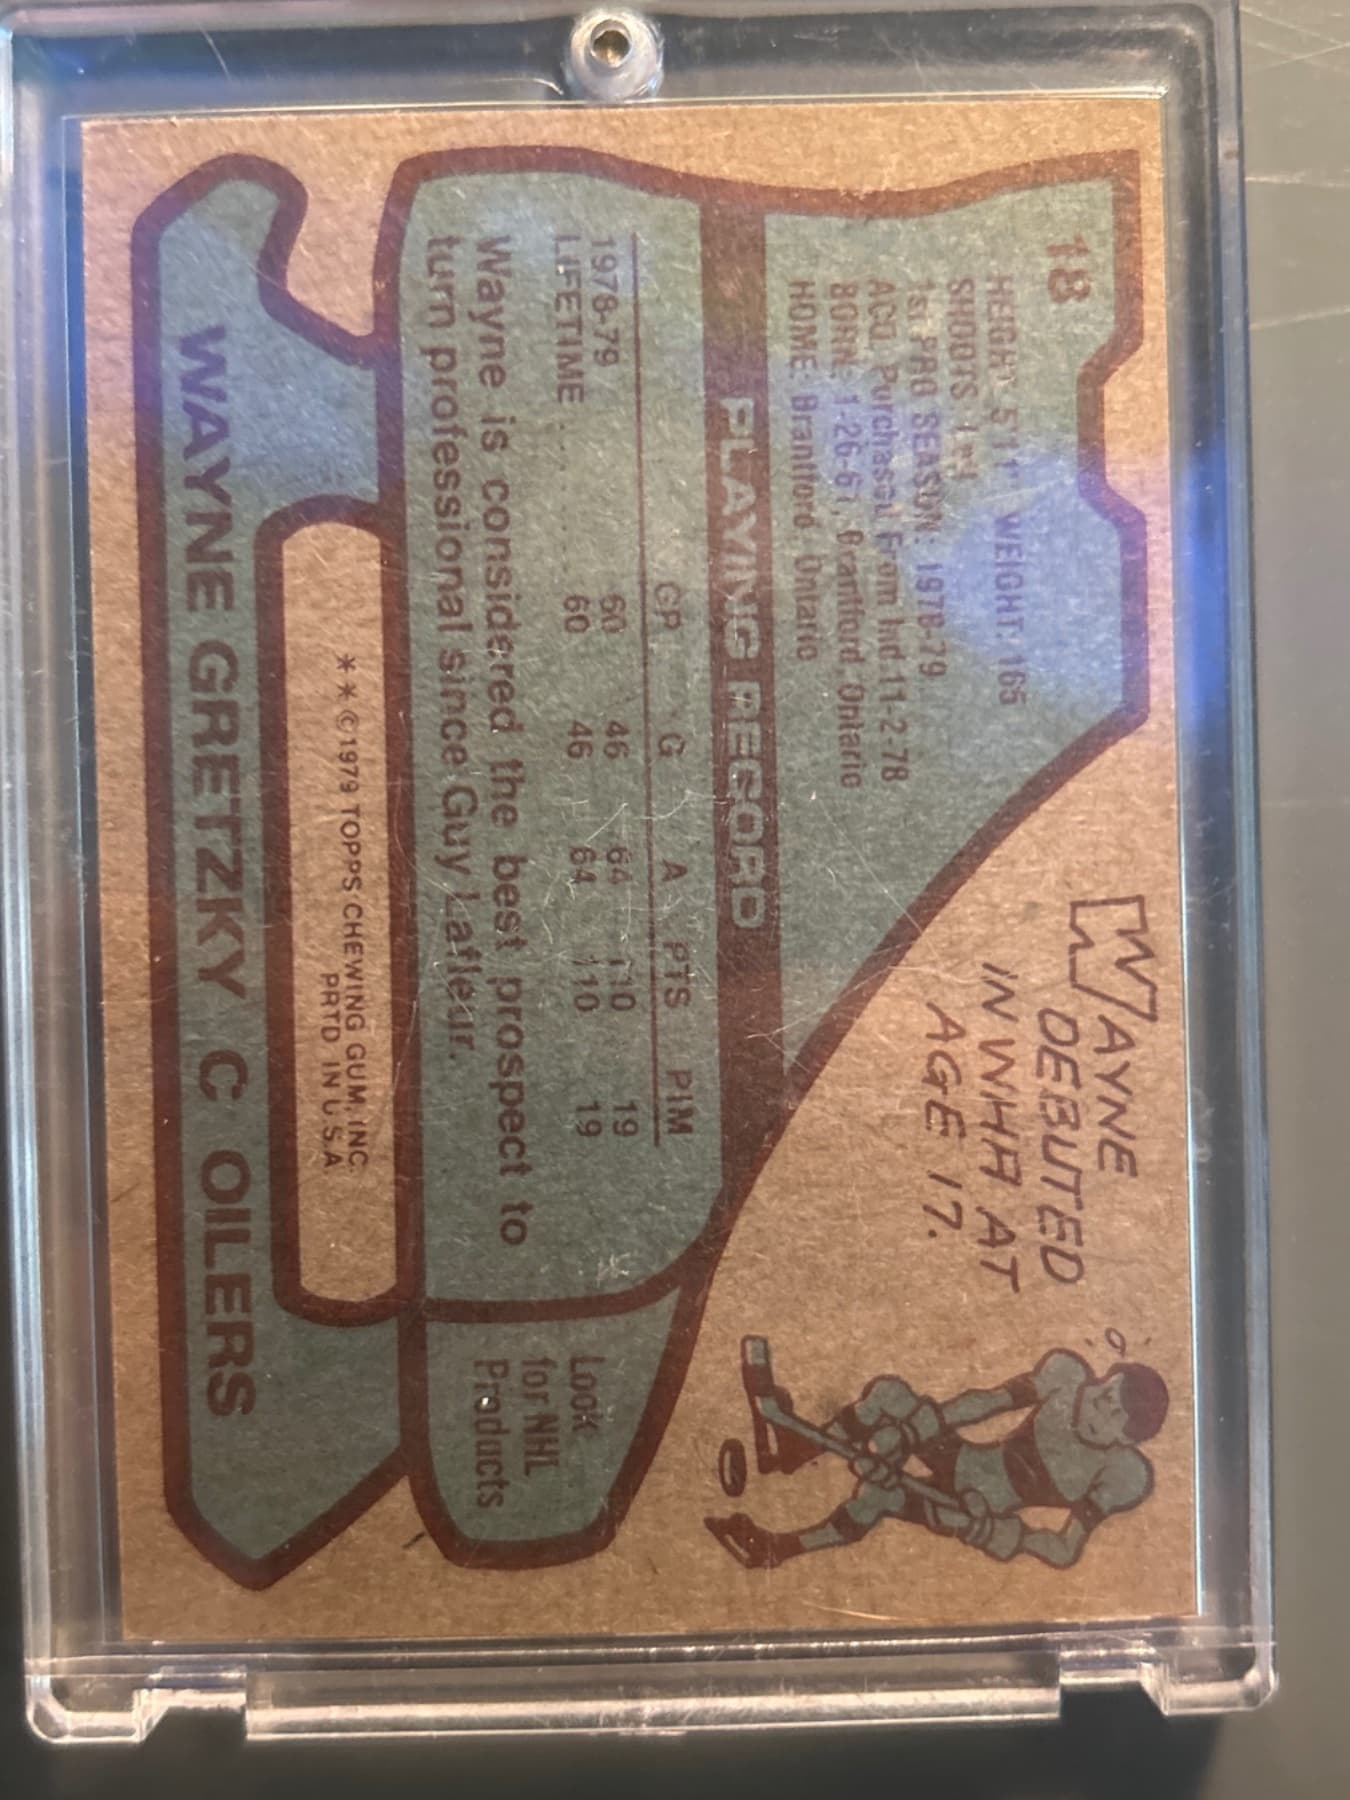 18
HEIGHT: 5'11" WEIGHT: 165
SHOOTS: Left
1st PRO SEASON: 1978-79
ACQ: Purchased From Ind. 11-2-78
BORN: 1-26-61, Brantford, Ontario
HOME: Brantford, Ontario
WAYNE
DEBUTED
IN WHA AT
AGE 17.
PLAYING RECORD
GP G A PTS PIM
1978-79 60 46 64 110 19
LIFETIME 60 46 64 110 19
Wayne is considered the best prospect to
turn professional since Guy Lafleur.
Look
for NHL
Products
* * © 1979 TOPPS CHEWING GUM, INC.
PRTD. IN U.S.A.
WAYNE GRETZKY C OILERS